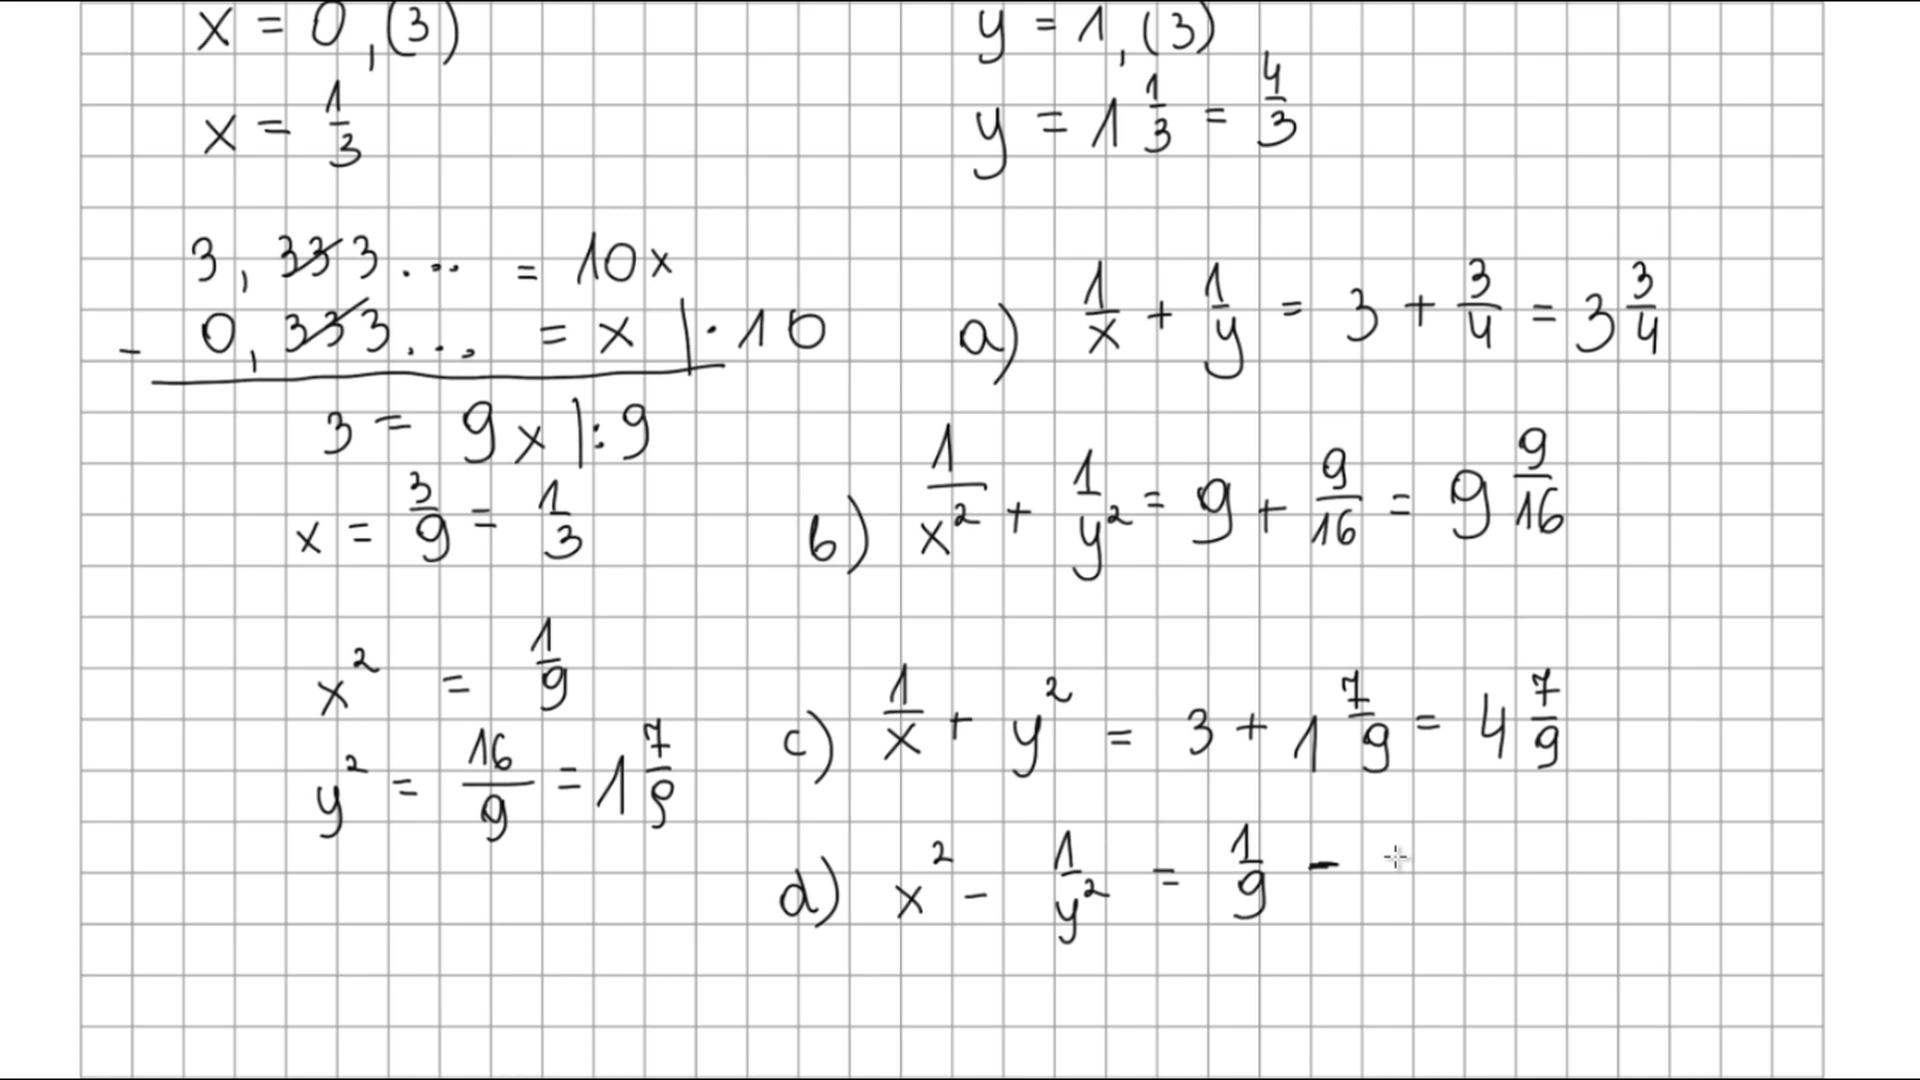 x = 0,(3)
x = 1/3
3,333... = 10x
- 0,333... = x |·10
3 = 9x |:9
x = 3/9 = 1/3
x² = 1/9
y² = 16/9 = 1 7/9
y = 1,(3)
y = 1 1/3 = 4/3
a) 1/x + 1/y = 3 + 3/4 = 3 3/4
b) 1/x² + 1/y² = 9 + 9/16 = 9 9/16
c) 1/x + y² = 3 + 1 7/9 = 4 7/9
d) x² - 1/y² = 1/9 -